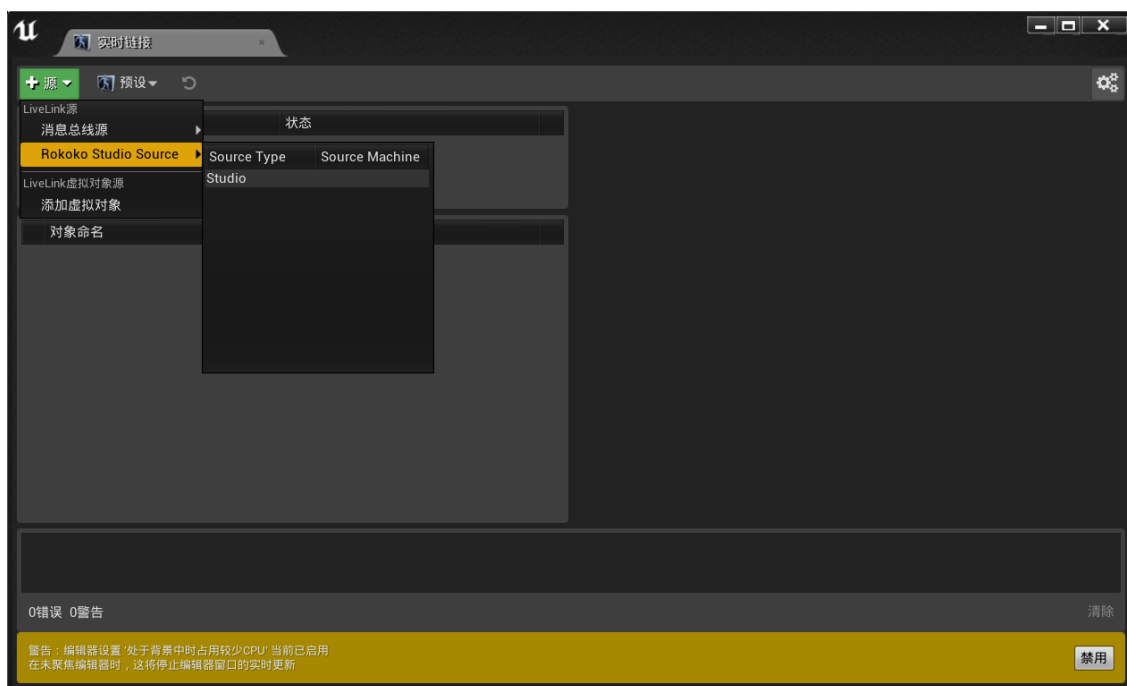 实时链接
源 预设
LiveLink源
状态
消息总线源
Rokoko Studio Source
Source Type Source Machine
Studio
LiveLink虚拟对象源
添加虚拟对象
对象命名
0错误 0警告
清除
警告：编辑器设置 '处于背景中时占用较少CPU' 当前已启用
在未聚焦编辑器时，这将停止编辑器窗口的实时更新
禁用